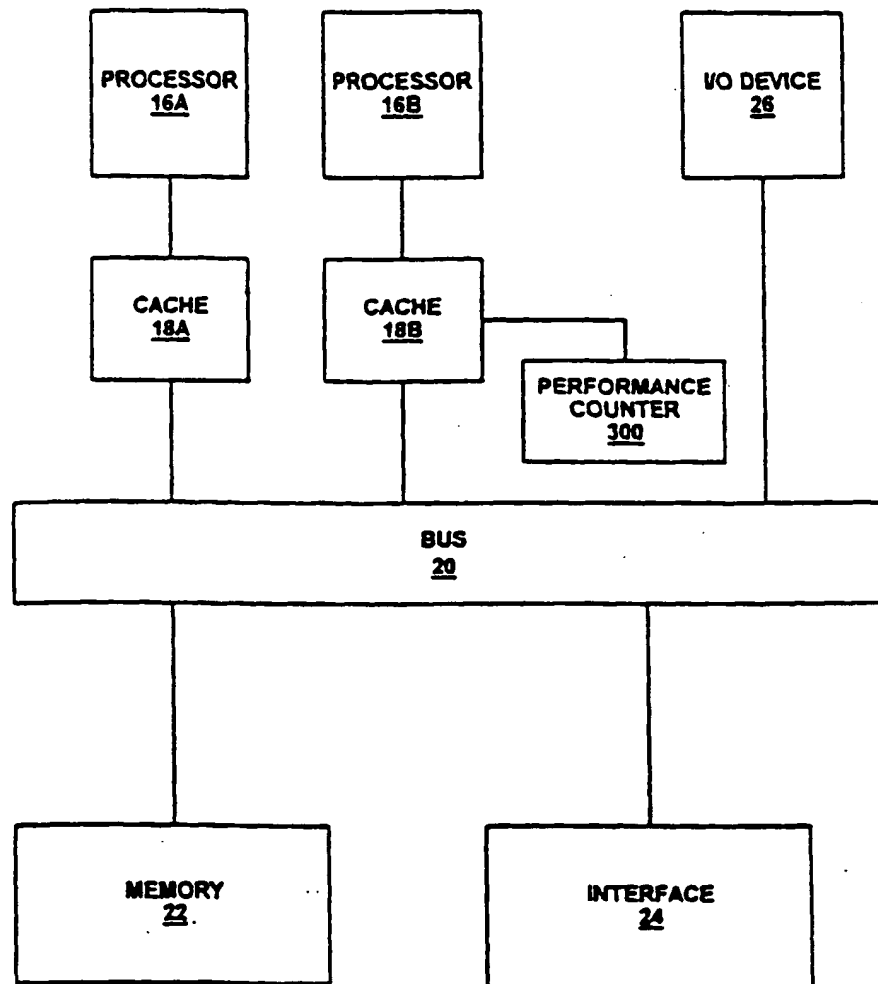 PROCESSOR
16A
PROCESSOR
16B
I/O DEVICE
26
CACHE
18A
CACHE
18B
PERFORMANCE
COUNTER
300
BUS
20
MEMORY
22
INTERFACE
24